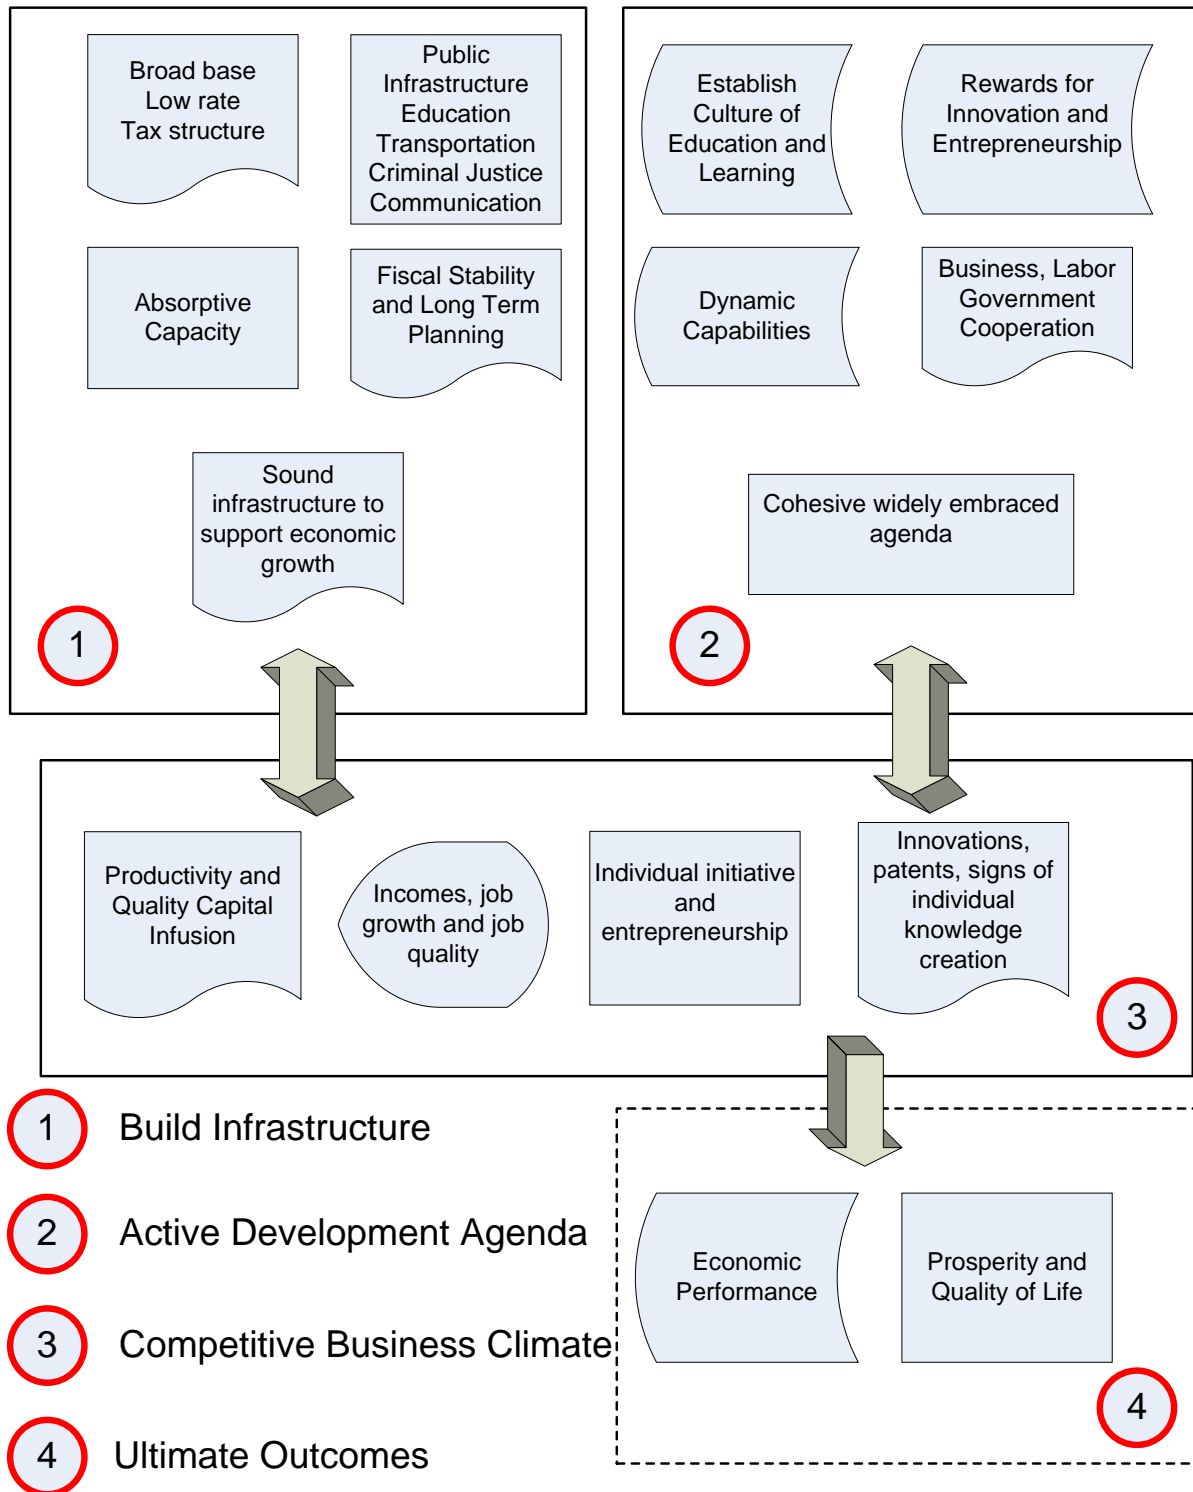 Broad base
Low rate
Tax structure
Public
Infrastructure
Education
Transportation
Criminal Justice
Communication
Absorptive
Capacity
Fiscal Stability
and Long Term
Planning
Sound
infrastructure to
support economic
growth
1
Establish
Culture of
Education and
Learning
Rewards for
Innovation and
Entrepreneurship
Dynamic
Capabilities
Business, Labor
Government
Cooperation
Cohesive widely embraced
agenda
2
Productivity and
Quality Capital
Infusion
Incomes, job
growth and job
quality
Individual initiative
and
entrepreneurship
Innovations,
patents, signs of
individual
knowledge
creation
3
1 Build Infrastructure
2 Active Development Agenda
3 Competitive Business Climate
4 Ultimate Outcomes
Economic
Performance
Prosperity and
Quality of Life
4